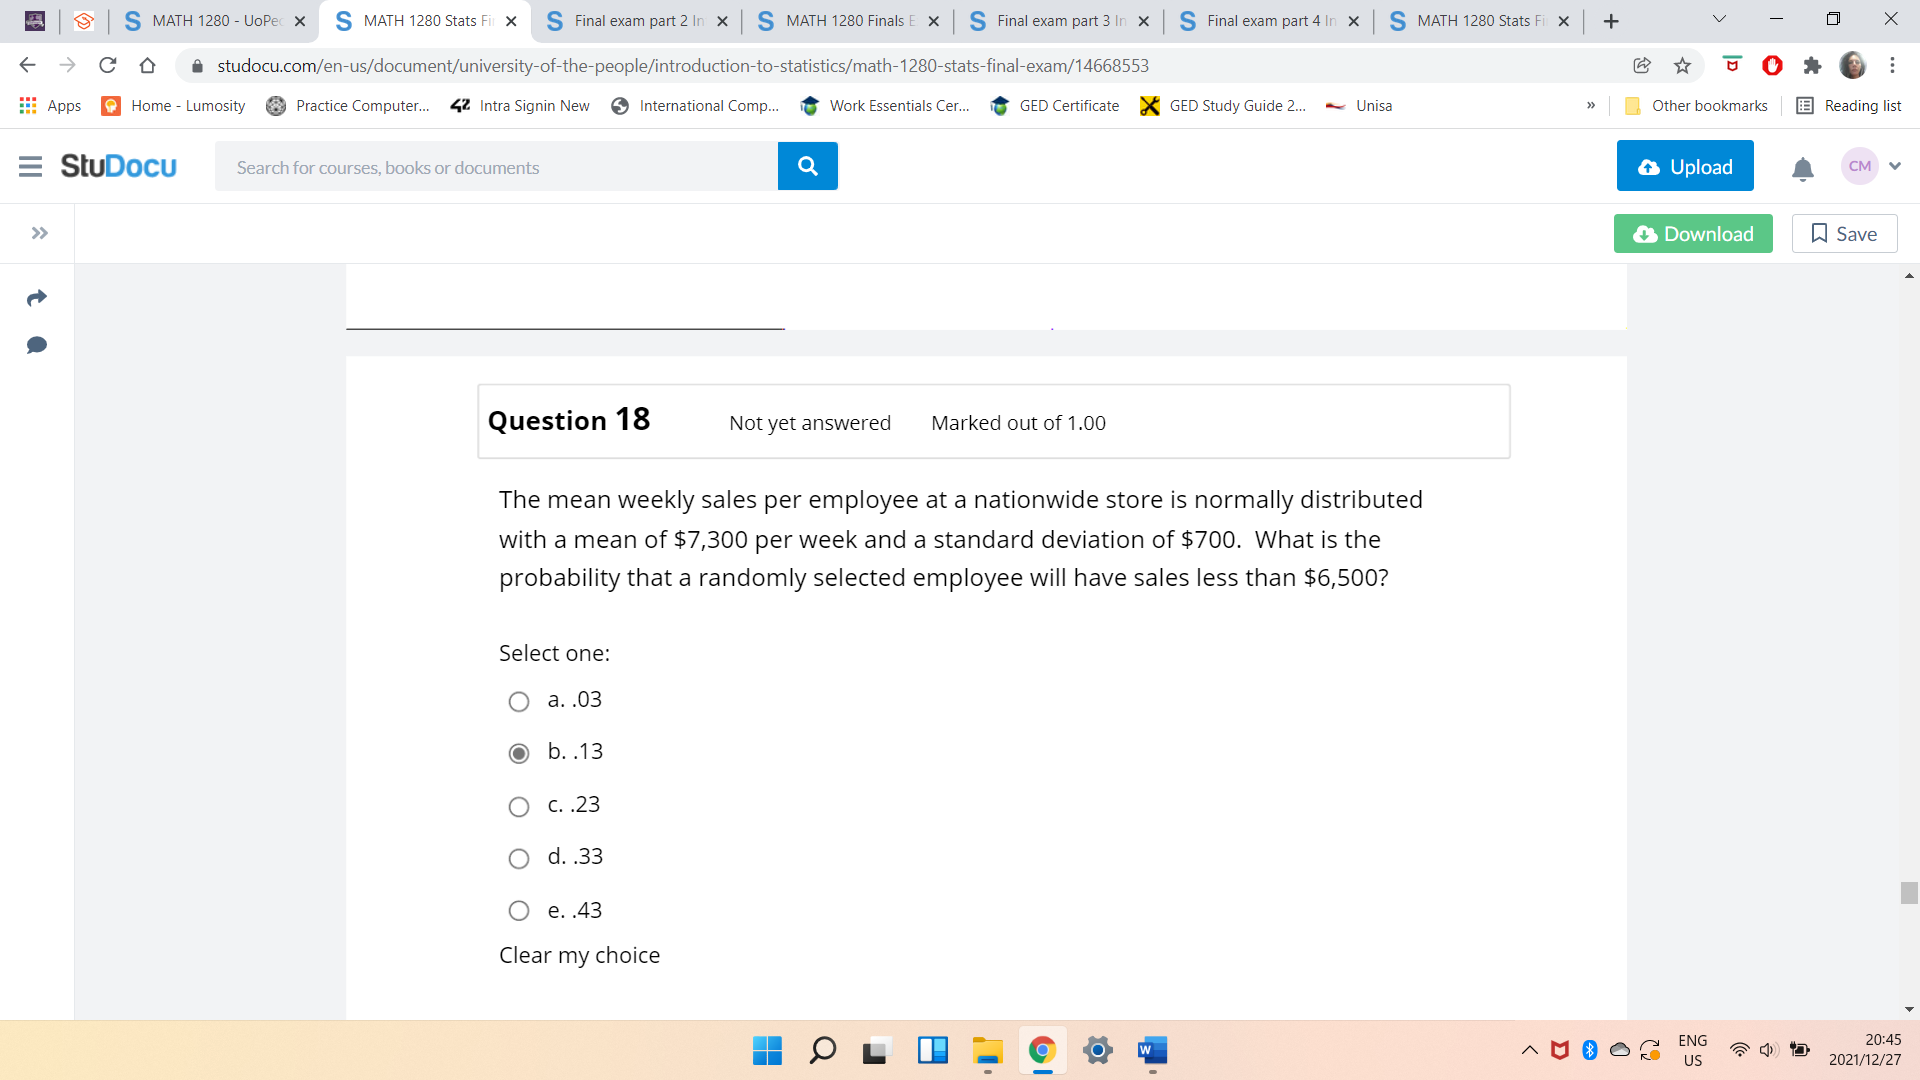 MATH 1280 - UoPeo
MATH 1280 Stats Fin
Final exam part 2 In
MATH 1280 Finals E
Final exam part 3 In
Final exam part 4 In
MATH 1280 Stats Fi
studocu.com/en-us/document/university-of-the-people/introduction-to-statistics/math-1280-stats-final-exam/14668553
Apps
Home - Lumosity
Practice Computer...
42 Intra Signin New
International Comp...
Work Essentials Cer...
GED Certificate
GED Study Guide 2...
Unisa
»
Other bookmarks
Reading list
StuDocu
Search for courses, books or documents
Upload
CM
Download
Save
Question 18 Not yet answered Marked out of 1.00
The mean weekly sales per employee at a nationwide store is normally distributed
with a mean of $7,300 per week and a standard deviation of $700. What is the
probability that a randomly selected employee will have sales less than $6,500?
Select one:
a. .03
b. .13
c. .23
d. .33
e. .43
Clear my choice
ENG
US
20:45
2021/12/27